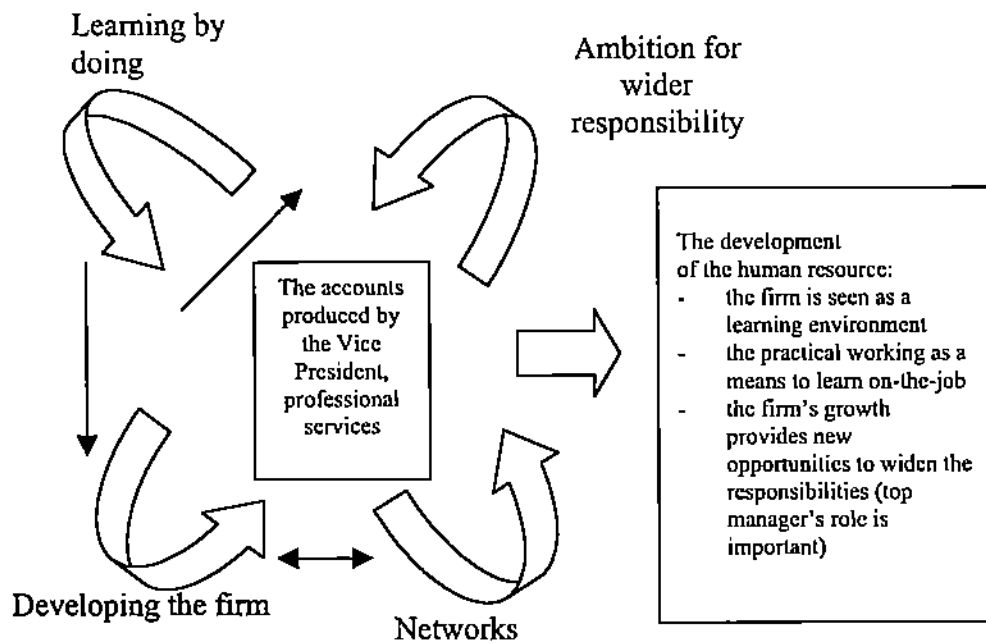 Learning by
doing
Ambition for
wider
responsibility
The accounts
produced by
the Vice
President,
professional
services
The development
of the human resource:
- the firm is seen as a
learning environment
- the practical working as a
means to learn on-the-job
- the firm's growth
provides new
opportunities to widen the
responsibilities (top
manager's role is
important)
Developing the firm
Networks